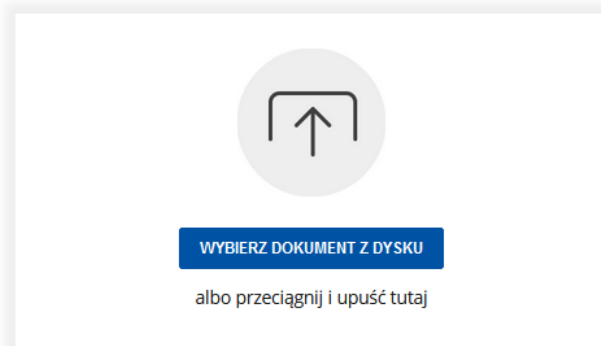 WYBIERZ DOKUMENT Z DYSKU
albo przeciągnij i upuść tutaj